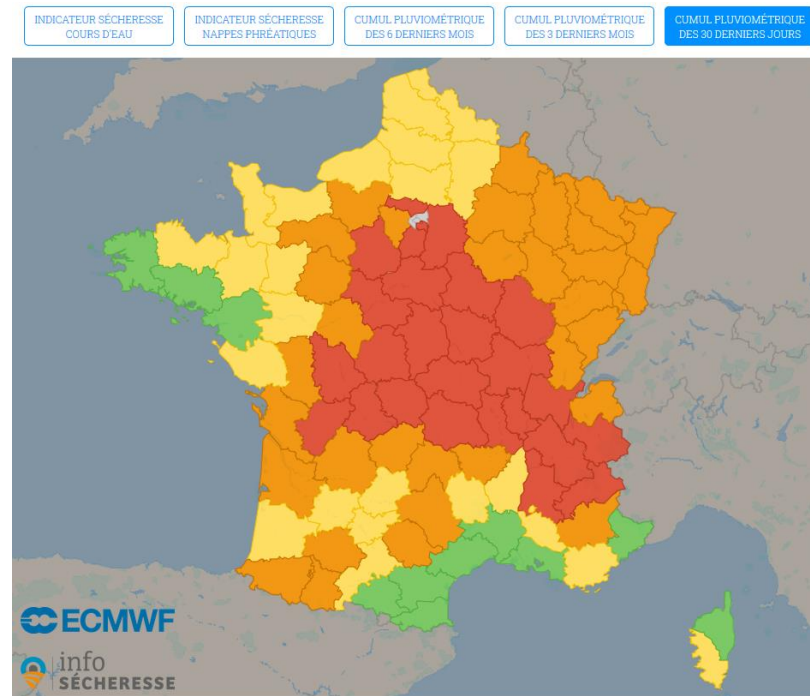 INDICATEUR SÉCHERESSE
COURS D'EAU
INDICATEUR SÉCHERESSE
NAPPES PHRÉATIQUES
CUMUL PLUVIOMÉTRIQUE
DES 6 DERNIERS MOIS
CUMUL PLUVIOMÉTRIQUE
DES 3 DERNIERS MOIS
CUMUL PLUVIOMÉTRIQUE
DES 30 DERNIERS JOURS
ECMWF
info
SÉCHERESSE